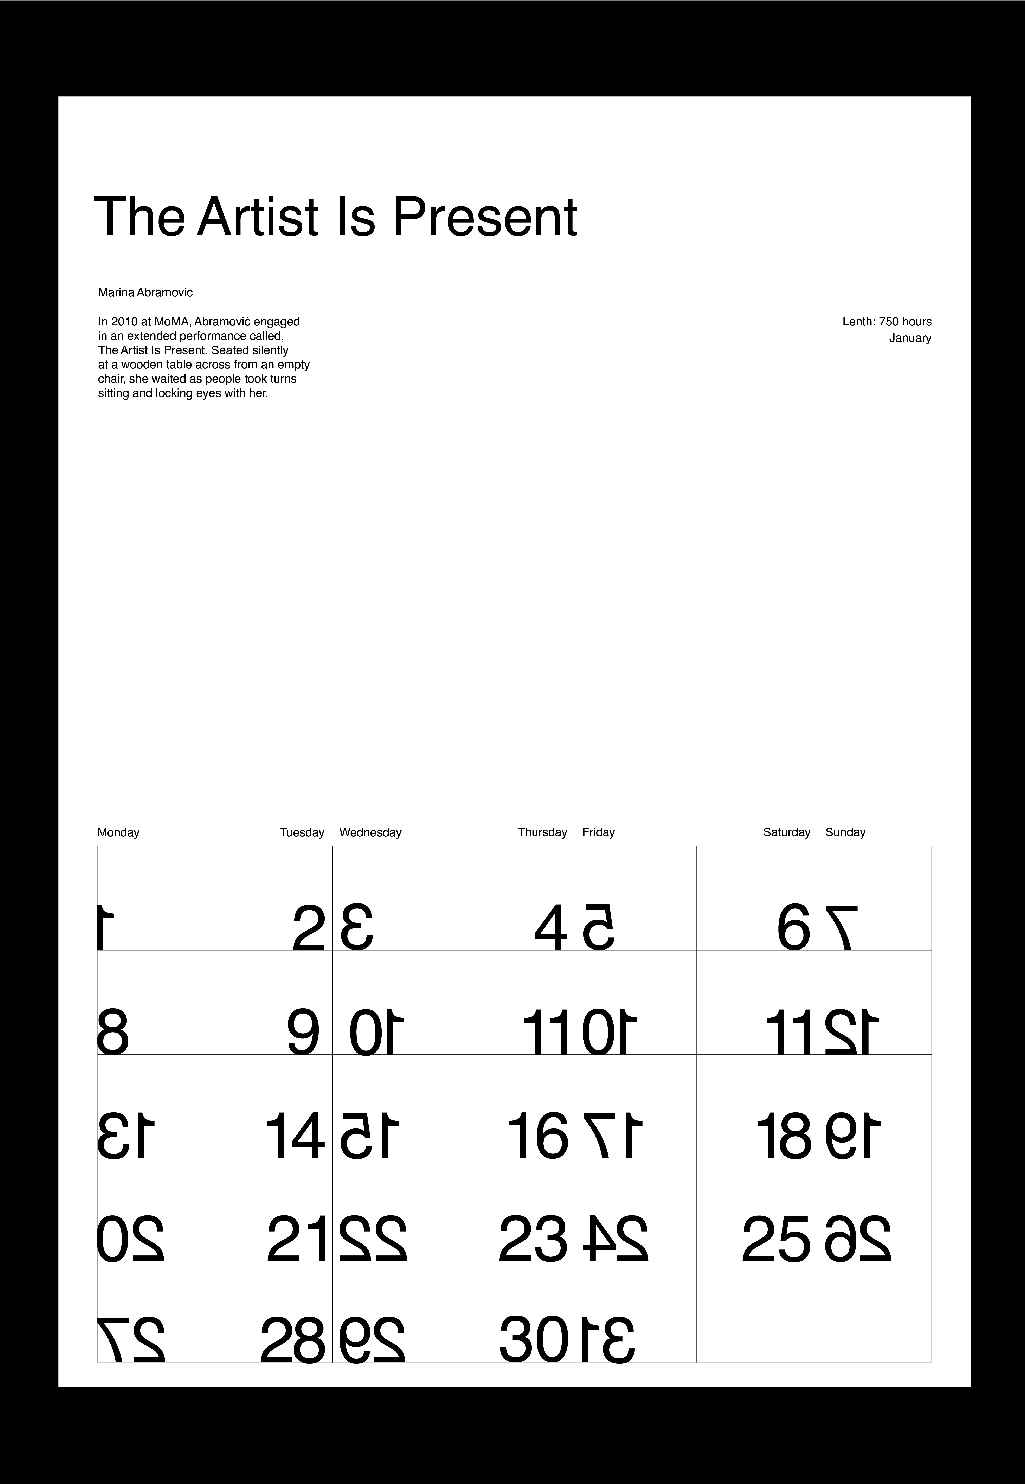 The Artist Is Present
Marina Abramovic
In 2010 at MoMA, Abramović engaged
in an extended performance called,
The Artist Is Present. Seated silently
at a wooden table across from an empty
chair, she waited as people took turns
sitting and locking eyes with her.
Lenth: 750 hours
January
Monday Tuesday Wednesday Thursday Friday Saturday Sunday
1 2 3 4 5 6 7
8 9 10 11 10 11 12
13 14 15 16 17 18 19
20 21 22 23 24 25 26
27 28 29 30 31